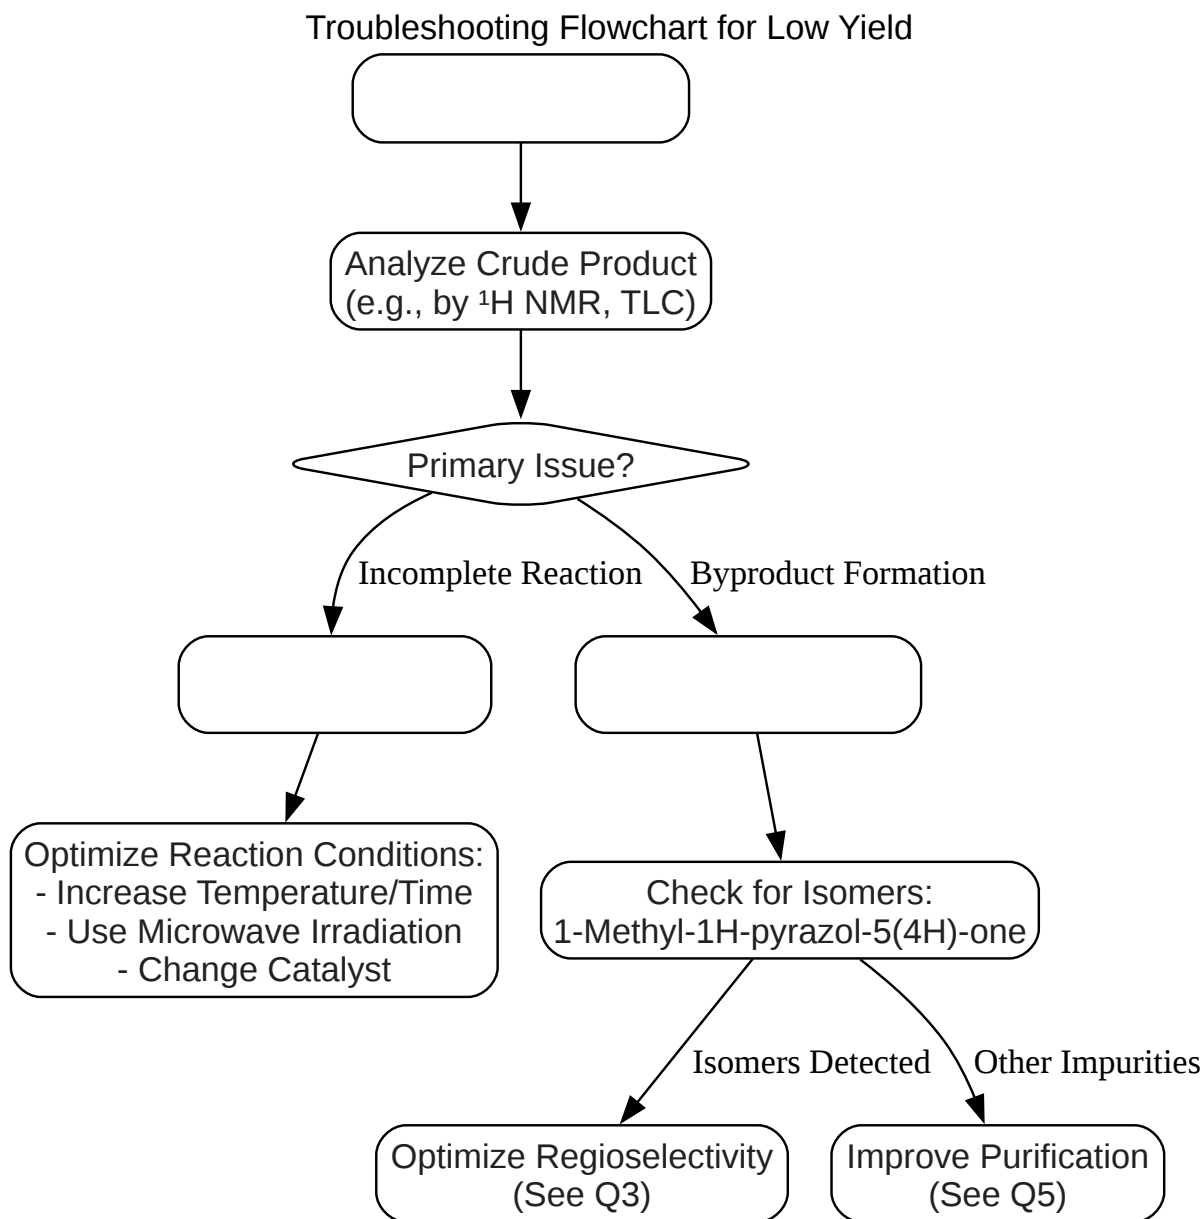 Troubleshooting Flowchart for Low Yield
Analyze Crude Product
(e.g., by ¹H NMR, TLC)
Primary Issue?
Incomplete Reaction
Byproduct Formation
Optimize Reaction Conditions:
- Increase Temperature/Time
- Use Microwave Irradiation
- Change Catalyst
Check for Isomers:
1-Methyl-1H-pyrazol-5(4H)-one
Isomers Detected
Other Impurities
Optimize Regioselectivity
(See Q3)
Improve Purification
(See Q5)